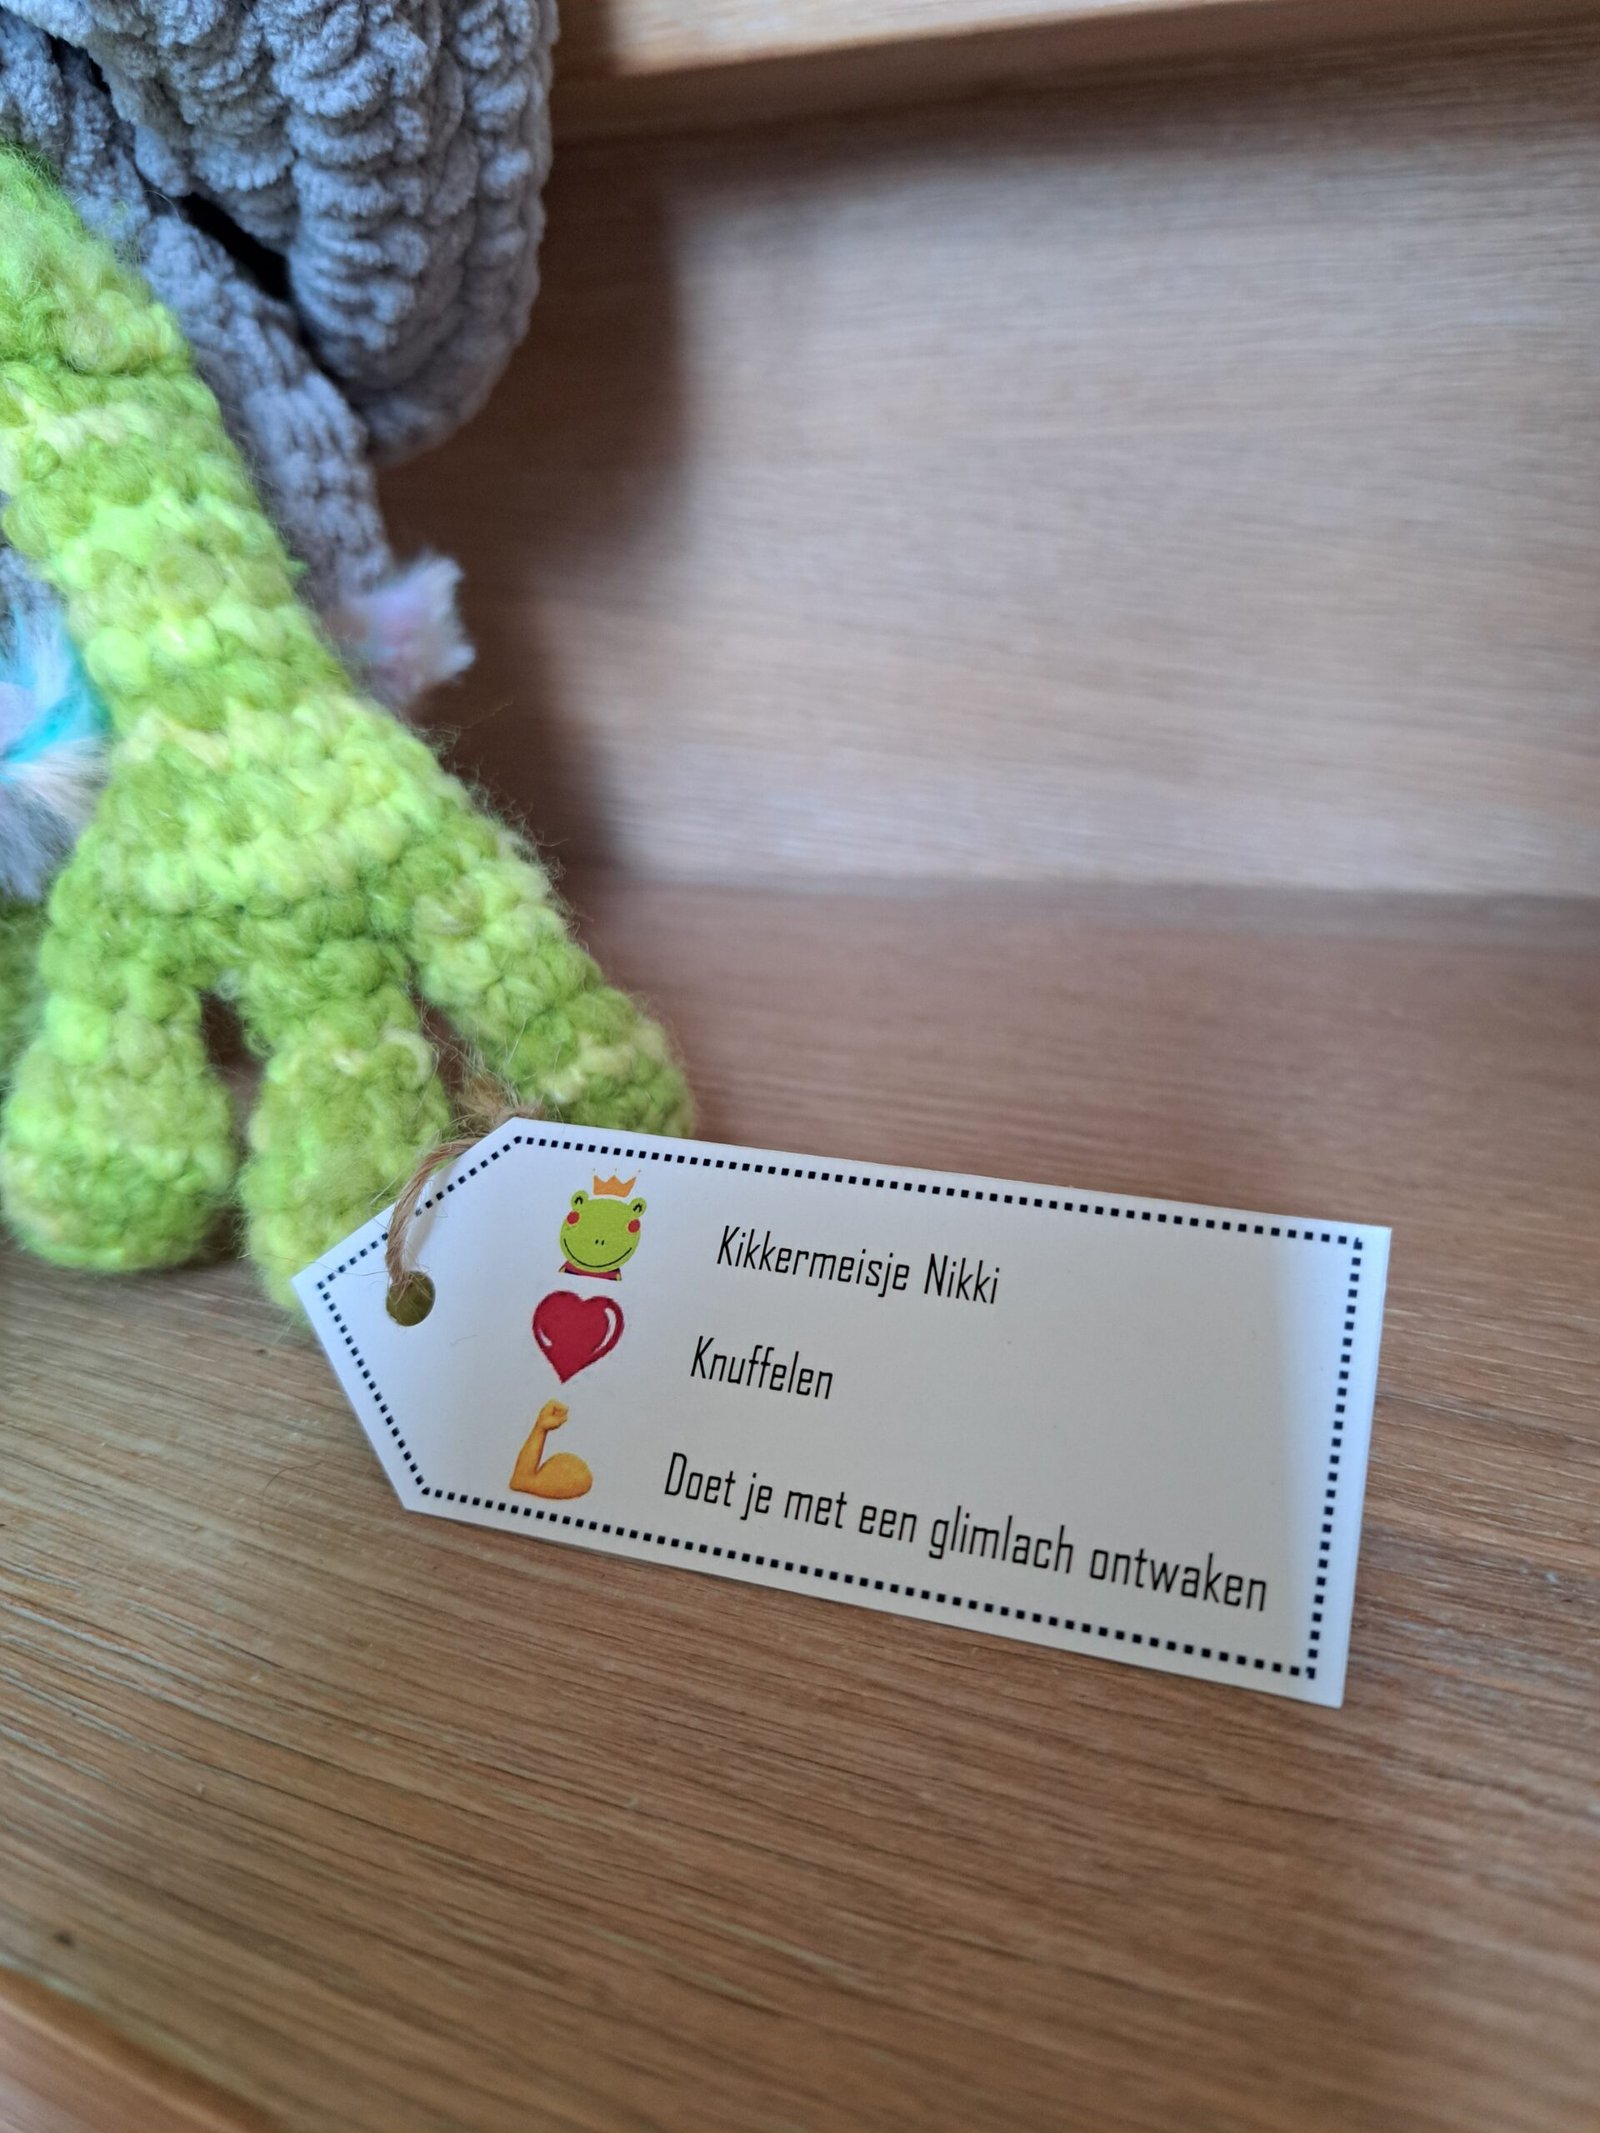 Kikkermeisje Nikki
Knuffelen
Doet je met een glimlach ontwaken